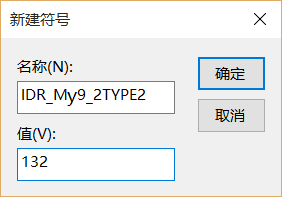 新建符号
名称(N):
确定
IDR_My9_2TYPE2
取消
值(V):
132